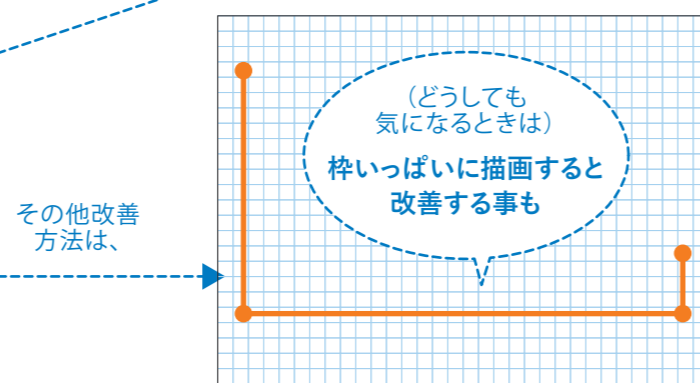 その他改善
方法は、
（どうしても
気になるときは）
枠いっぱいに描画すると
改善する事も